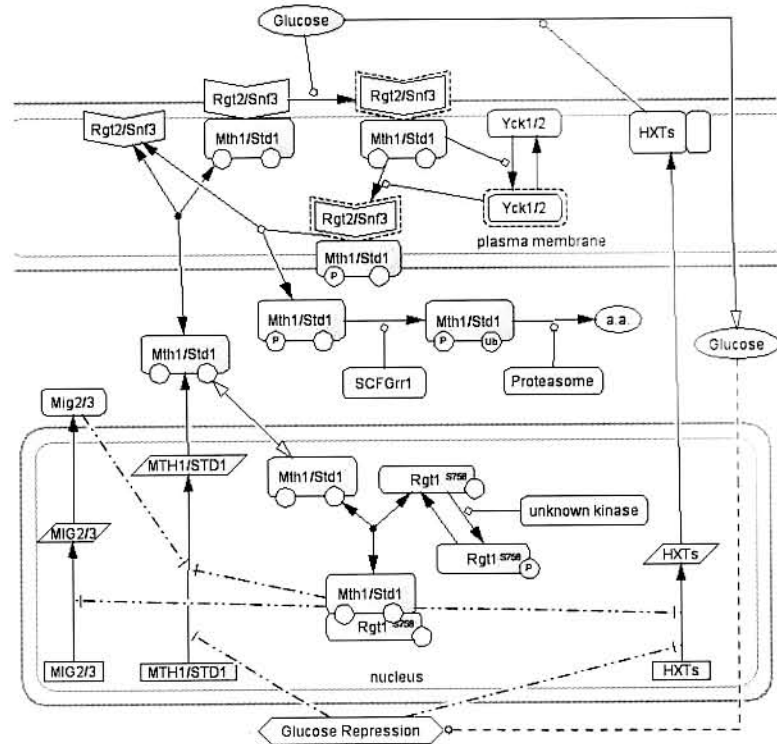 Glucose
Rgt2/Snf3
Rgt2/Snf3
Rgt2/Snf3
Mth1/Std1
Mth1/Std1
Yck1/2
HXTs
Rgt2/Snf3
Yck1/2
plasma membrane
Mth1/Std1
P
Mth1/Std1
P
Mth1/Std1
P
Ub
a.a.
Glucose
Mth1/Std1
SCFGrr1
Proteasome
Mig2/3
MTH1/STD1
Mth1/Std1
Rgt1 S758
unknown kinase
MIG2/3
Rgt1 S758
P
HXTs
Mth1/Std1
Rgt1 S758
MIG2/3
MTH1/STD1
nucleus
HXTs
Glucose Repression